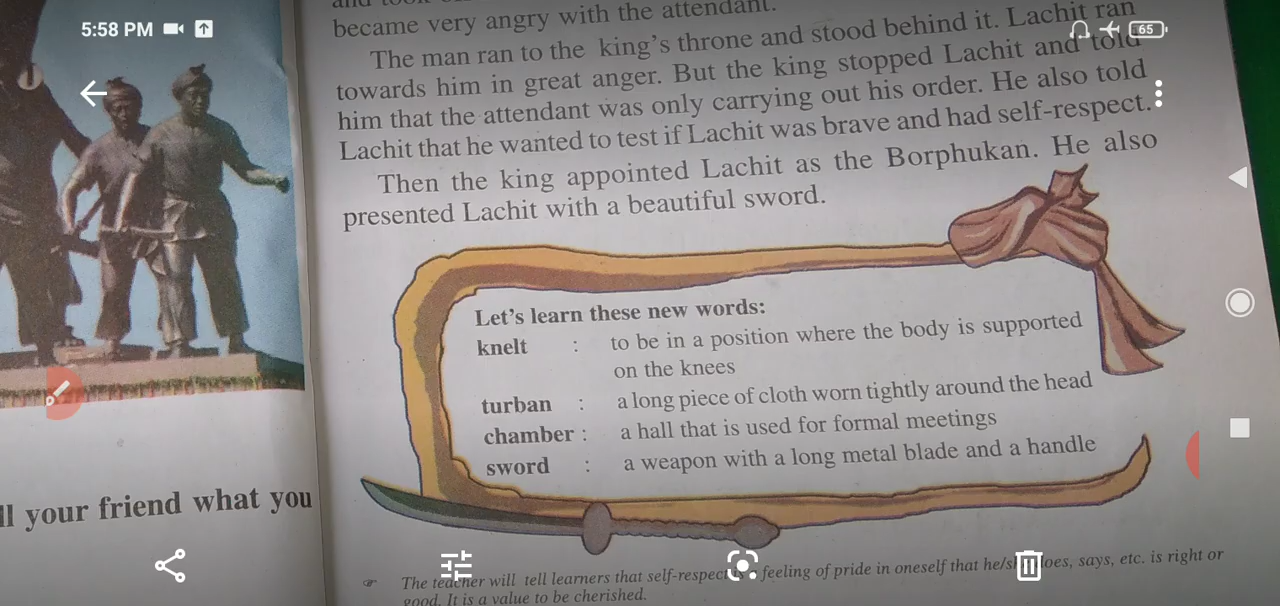 5:58 PM
65
became very angry with the attendant.
The man ran to the king's throne and stood behind it. Lachit ran
towards him in great anger. But the king stopped Lachit and told
him that the attendant was only carrying out his order. He also told
Lachit that he wanted to test if Lachit was brave and had self-respect.
Then the king appointed Lachit as the Borphukan. He also
presented Lachit with a beautiful sword.
Let's learn these new words:
knelt : to be in a position where the body is supported
on the knees
turban : a long piece of cloth worn tightly around the head
chamber : a hall that is used for formal meetings
sword : a weapon with a long metal blade and a handle
ll your friend what you
The teacher will tell learners that self-respect feeling of pride in oneself that says, etc. is right or
good. It is a value to be cherished.